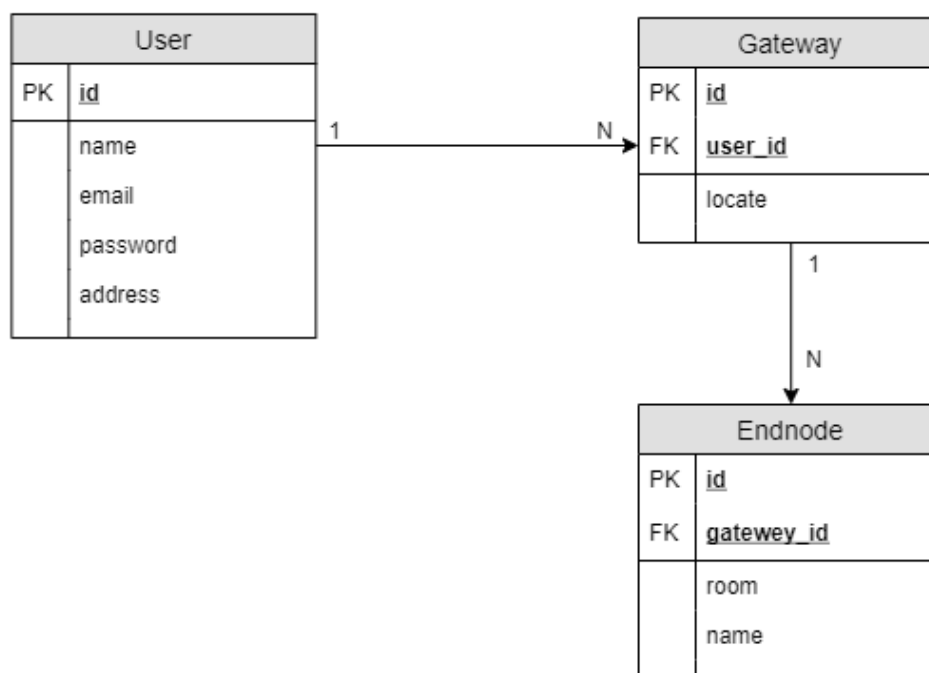 User
PK id
name
email
password
address
1 N
Gateway
PK id
FK user_id
locate
1
N
Endnode
PK id
FK gatewey_id
room
name